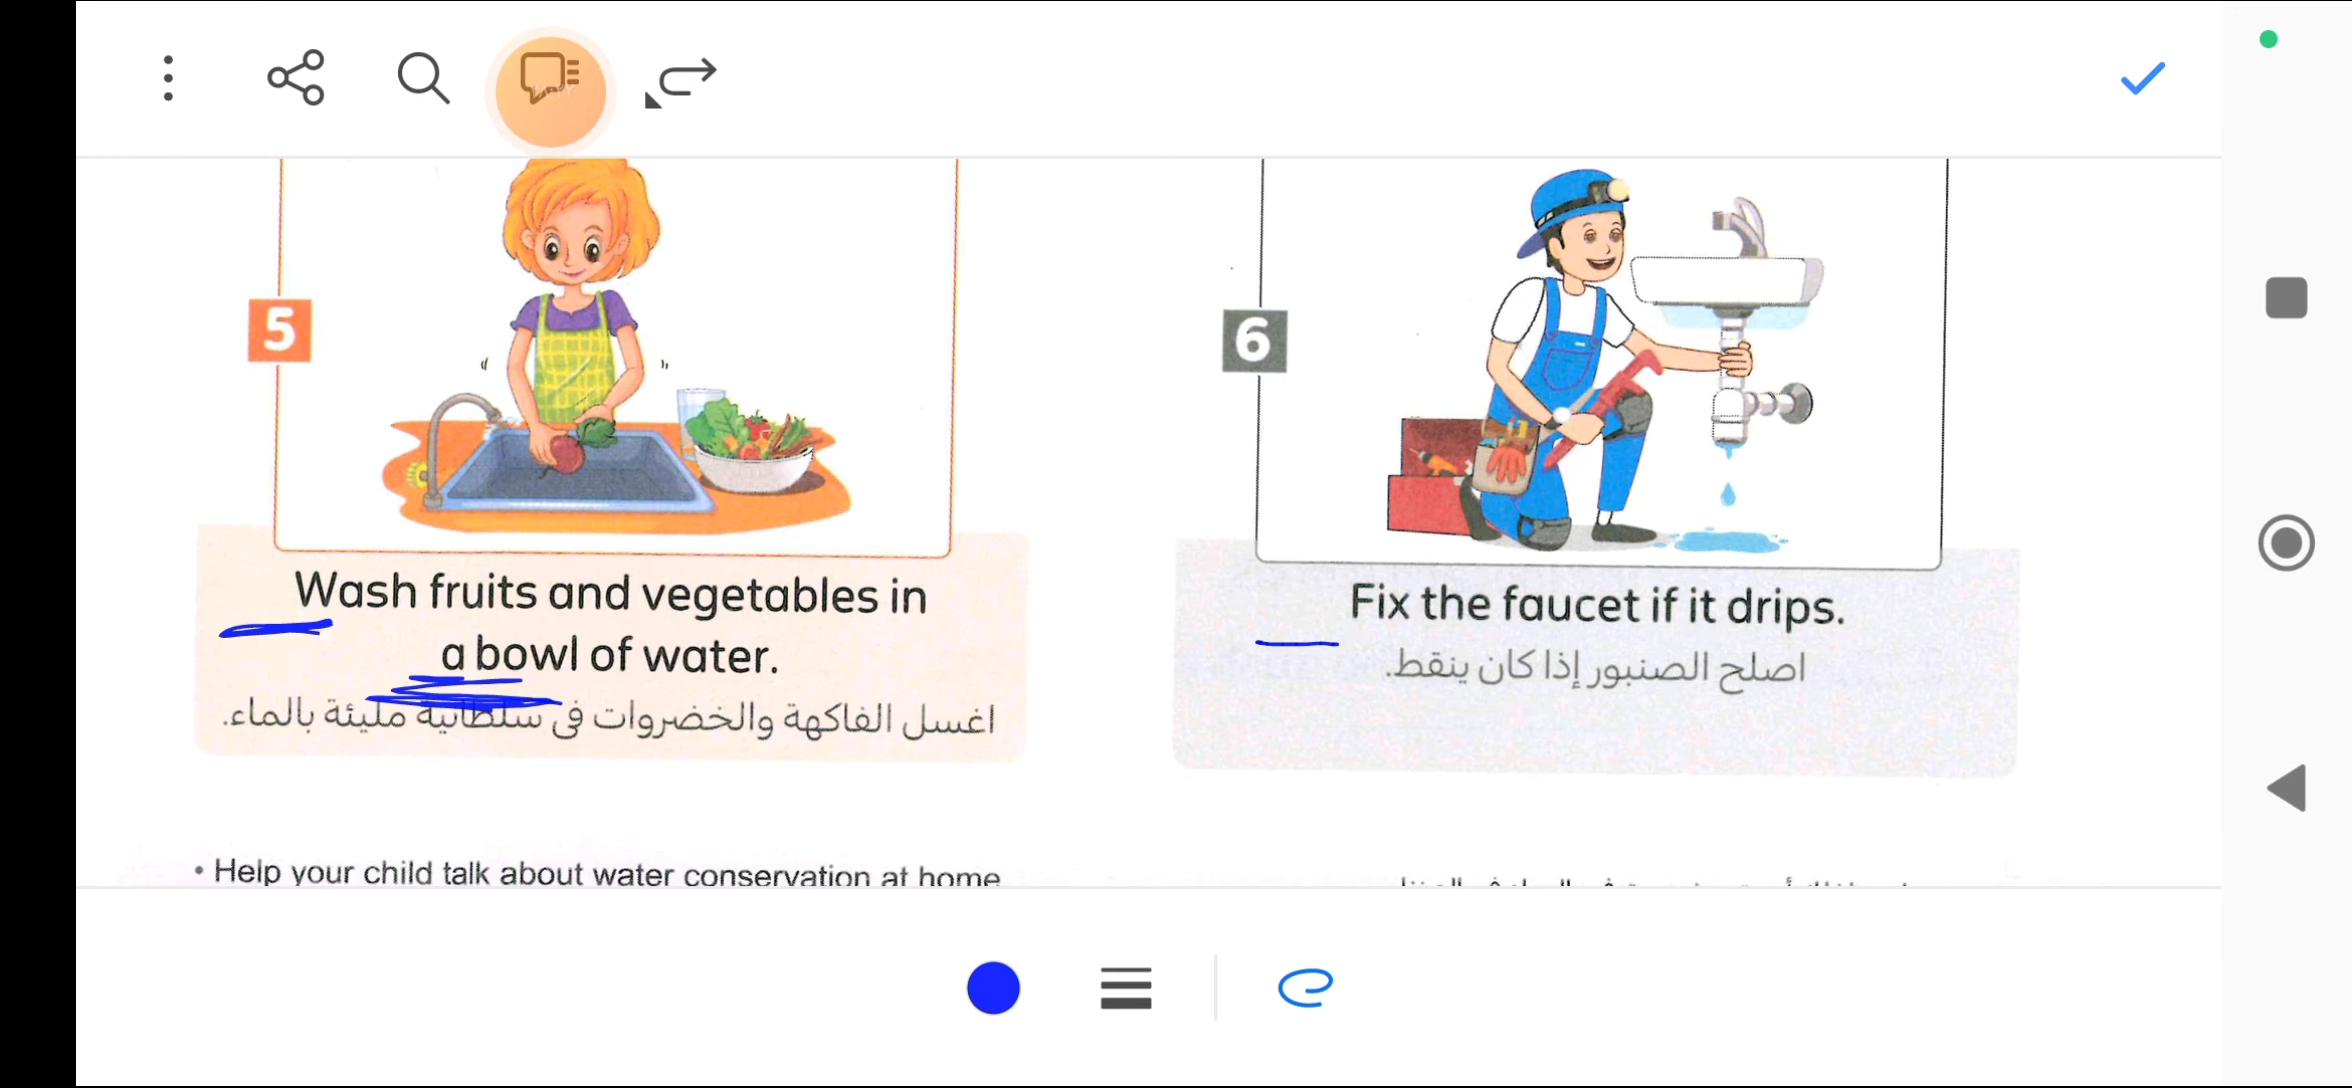 5
Wash fruits and vegetables in
a bowl of water.
اغسل الفاكهة والخضروات فى سلطانية مليئة بالماء.
6
Fix the faucet if it drips.
اصلح الصنبور إذا كان ينقط.
• Help your child talk about water conservation at home